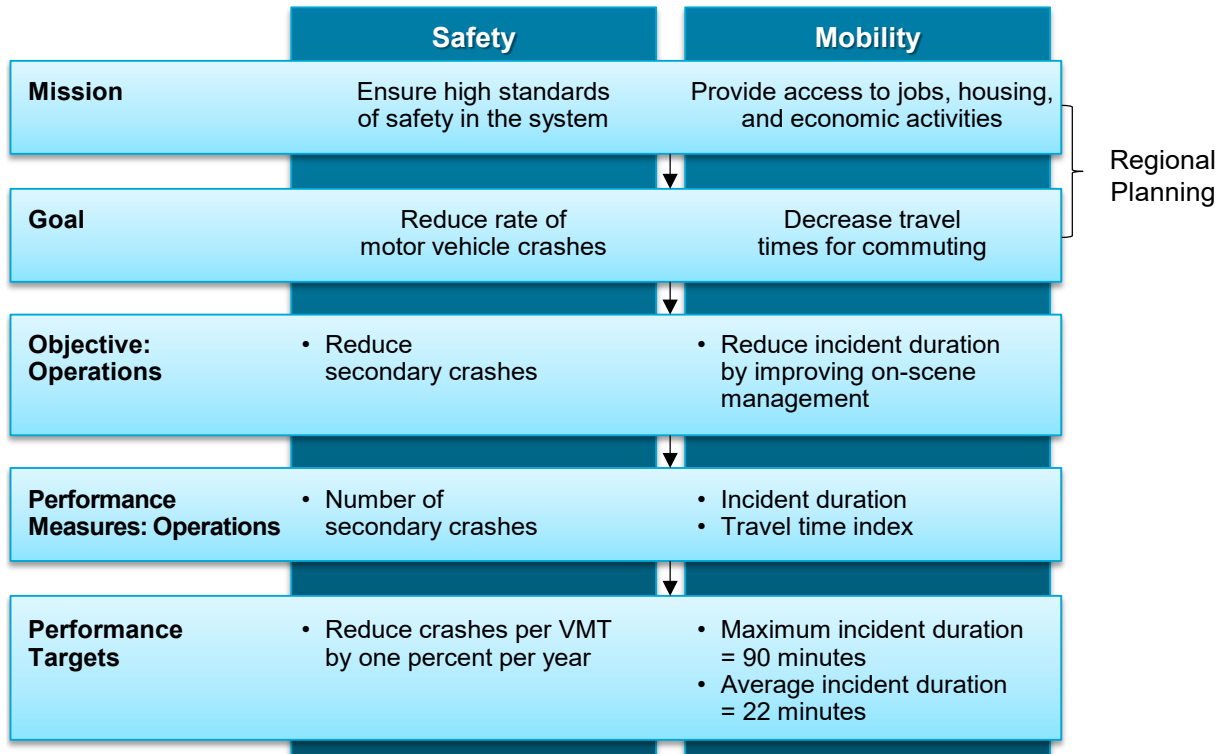 Safety
Mobility
Mission
Ensure high standards
of safety in the system
Provide access to jobs, housing,
and economic activities
Regional
Planning
Goal
Reduce rate of
motor vehicle crashes
Decrease travel
times for commuting
Objective:
Operations
• Reduce
secondary crashes
• Reduce incident duration
by improving on-scene
management
Performance
Measures: Operations
• Number of
secondary crashes
• Incident duration
• Travel time index
Performance
Targets
• Reduce crashes per VMT
by one percent per year
• Maximum incident duration
= 90 minutes
• Average incident duration
= 22 minutes